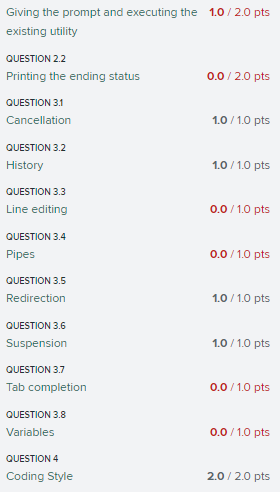 Giving the prompt and executing the 1.0 / 2.0 pts
existing utility
QUESTION 2.2
Printing the ending status 0.0 / 2.0 pts
QUESTION 3.1
Cancellation 1.0 / 1.0 pts
QUESTION 3.2
History 1.0 / 1.0 pts
QUESTION 3.3
Line editing 0.0 / 1.0 pts
QUESTION 3.4
Pipes 0.0 / 1.0 pts
QUESTION 3.5
Redirection 1.0 / 1.0 pts
QUESTION 3.6
Suspension 1.0 / 1.0 pts
QUESTION 3.7
Tab completion 0.0 / 1.0 pts
QUESTION 3.8
Variables 0.0 / 1.0 pts
QUESTION 4
Coding Style 2.0 / 2.0 pts